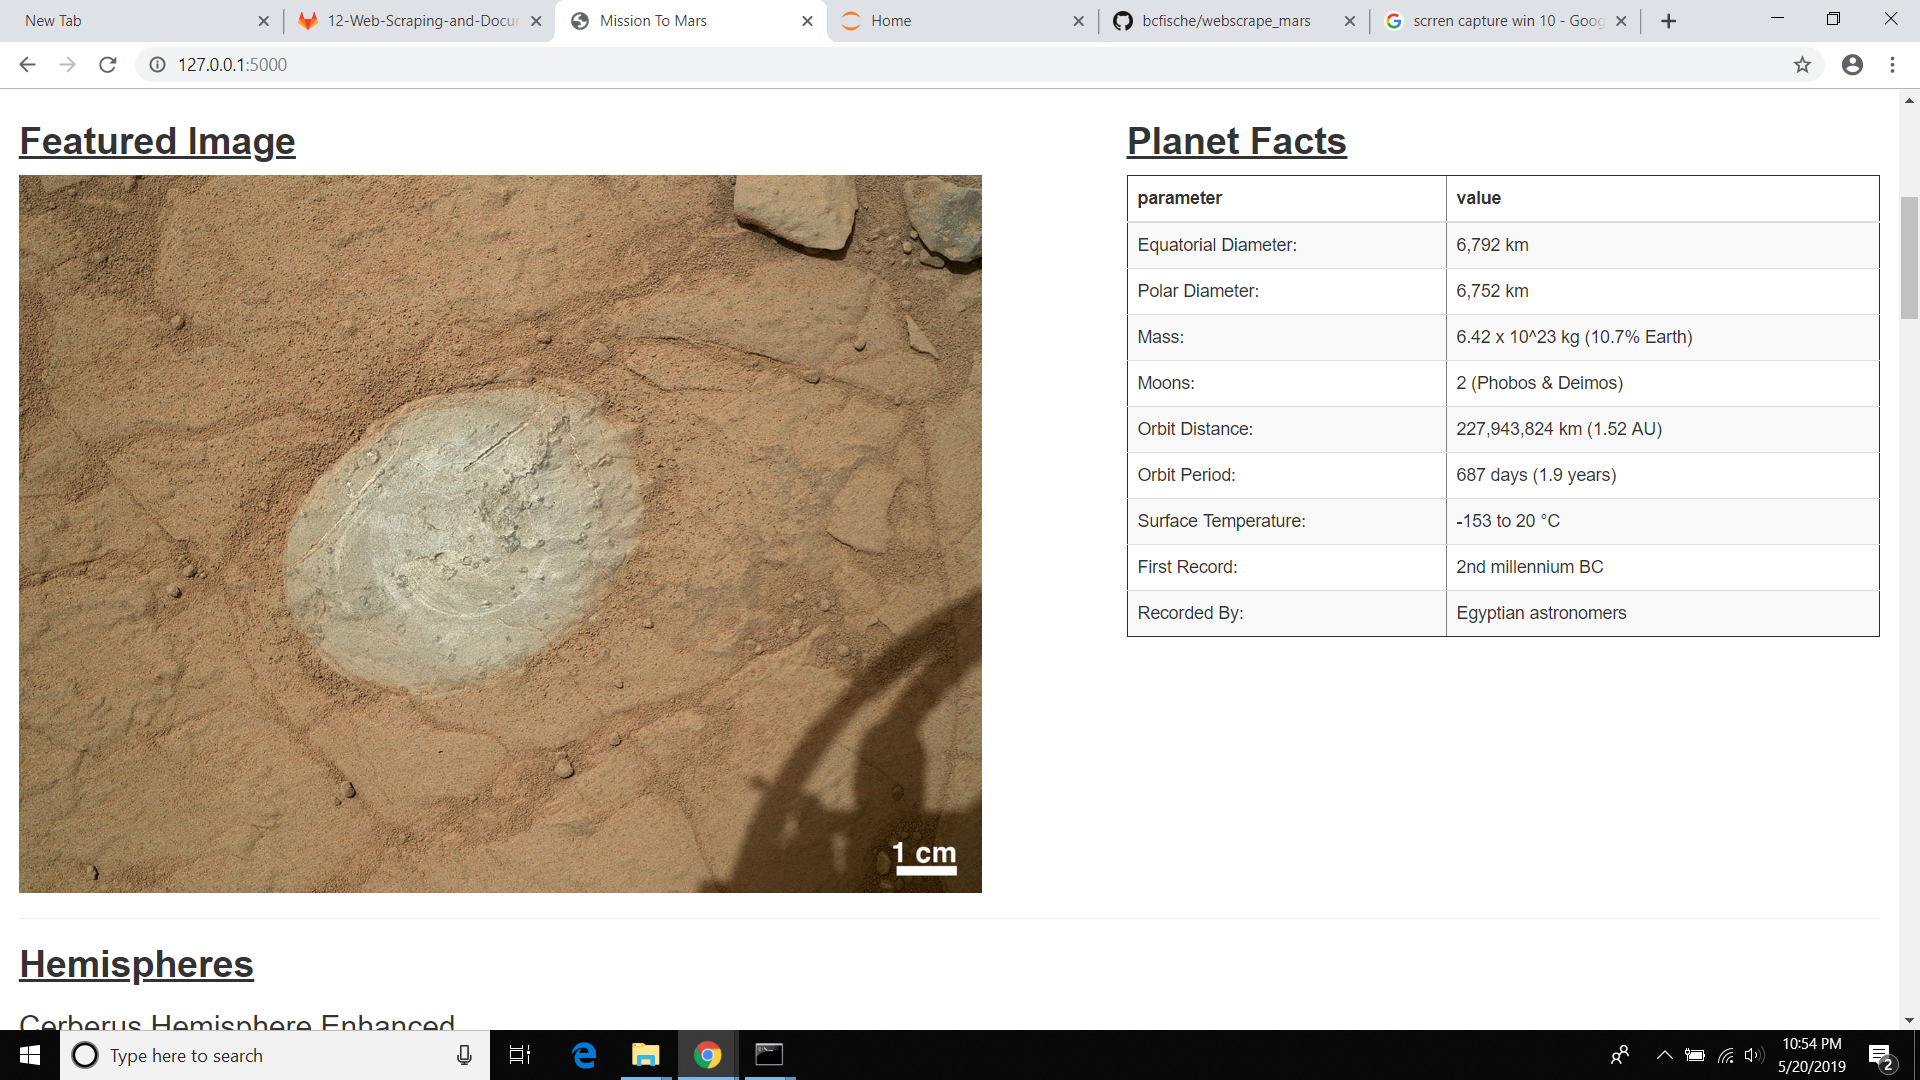 New Tab
12-Web-Scraping-and-Docur
Mission To Mars
Home
bcfische/webscrape_mars
scrren capture win 10 - Goog
127.0.0.1:5000
Featured Image
1 cm
Planet Facts
parameter value
Equatorial Diameter: 6,792 km
Polar Diameter: 6,752 km
Mass: 6.42 x 10^23 kg (10.7% Earth)
Moons: 2 (Phobos & Deimos)
Orbit Distance: 227,943,824 km (1.52 AU)
Orbit Period: 687 days (1.9 years)
Surface Temperature: -153 to 20 °C
First Record: 2nd millennium BC
Recorded By: Egyptian astronomers
Hemispheres
Cerberus Hemisphere Enhanced
Type here to search
10:54 PM
5/20/2019
2